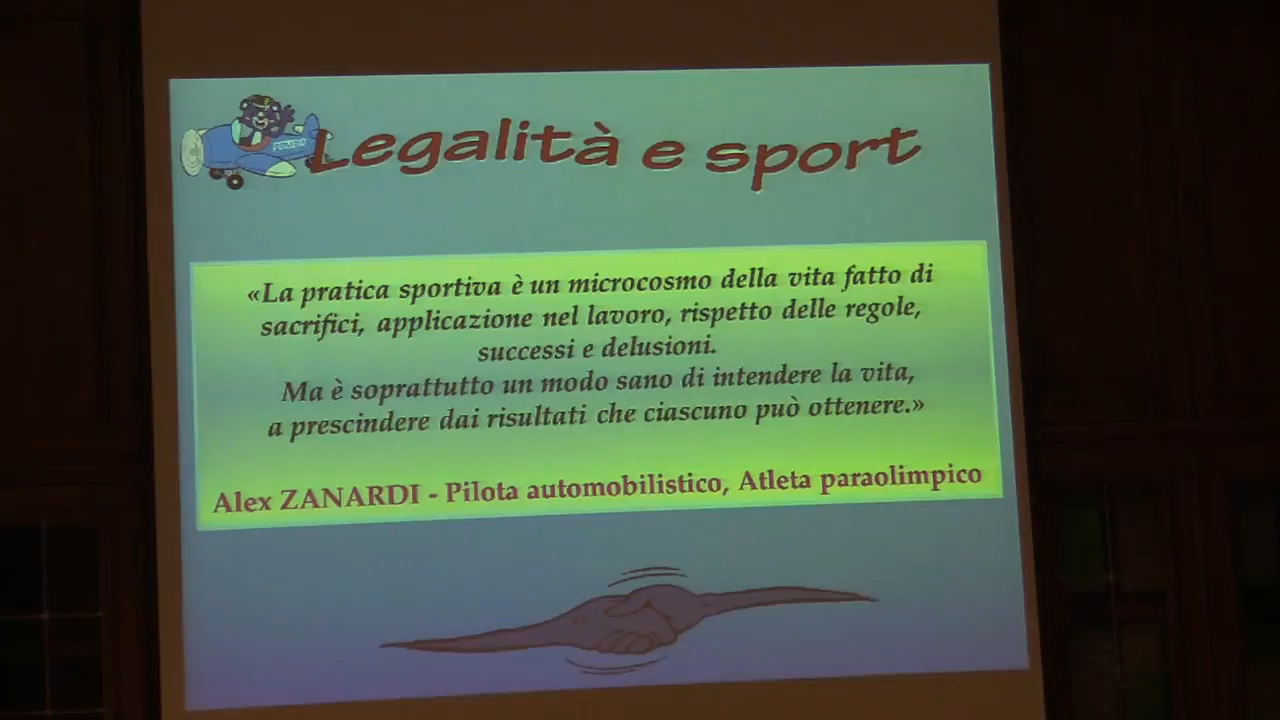 Legalità e sport
«La pratica sportiva è un microcosmo della vita fatto di
sacrifici, applicazione nel lavoro, rispetto delle regole,
successi e delusioni.
Ma è soprattutto un modo sano di intendere la vita,
a prescindere dai risultati che ciascuno può ottenere.»
Alex ZANARDI - Pilota automobilistico, Atleta paraolimpico